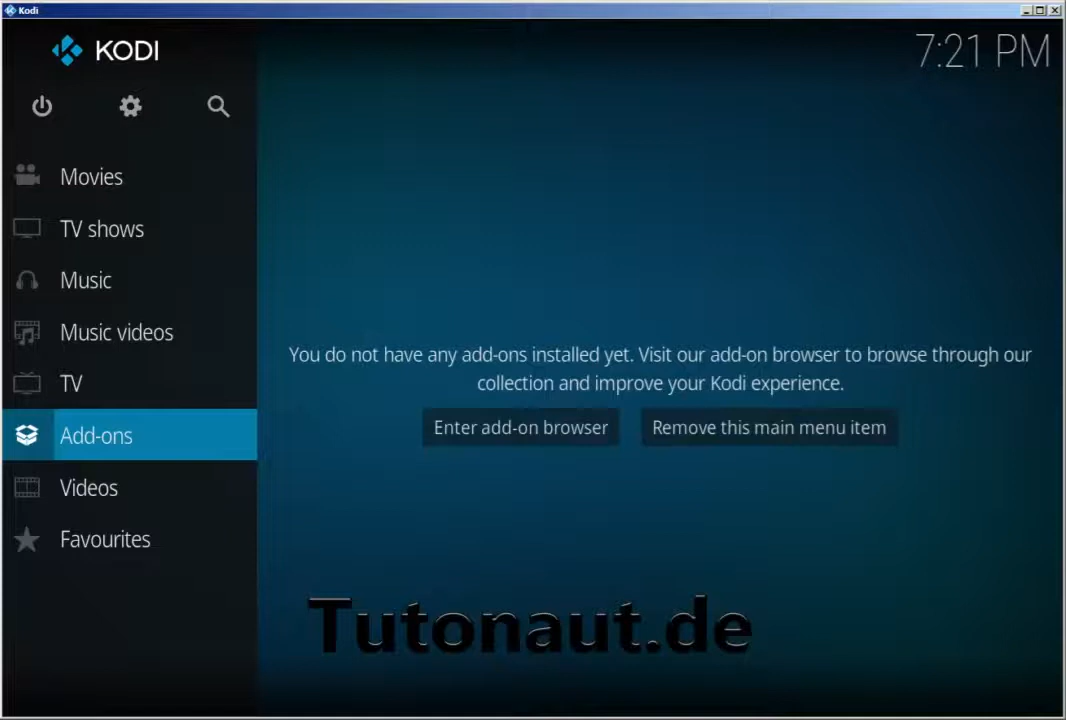 Kodi
KODI
7:21 PM
Movies
TV shows
Music
Music videos
TV
Add-ons
Videos
Favourites
You do not have any add-ons installed yet. Visit our add-on browser to browse through our
collection and improve your Kodi experience.
Enter add-on browser
Remove this main menu item
Tutonaut.de